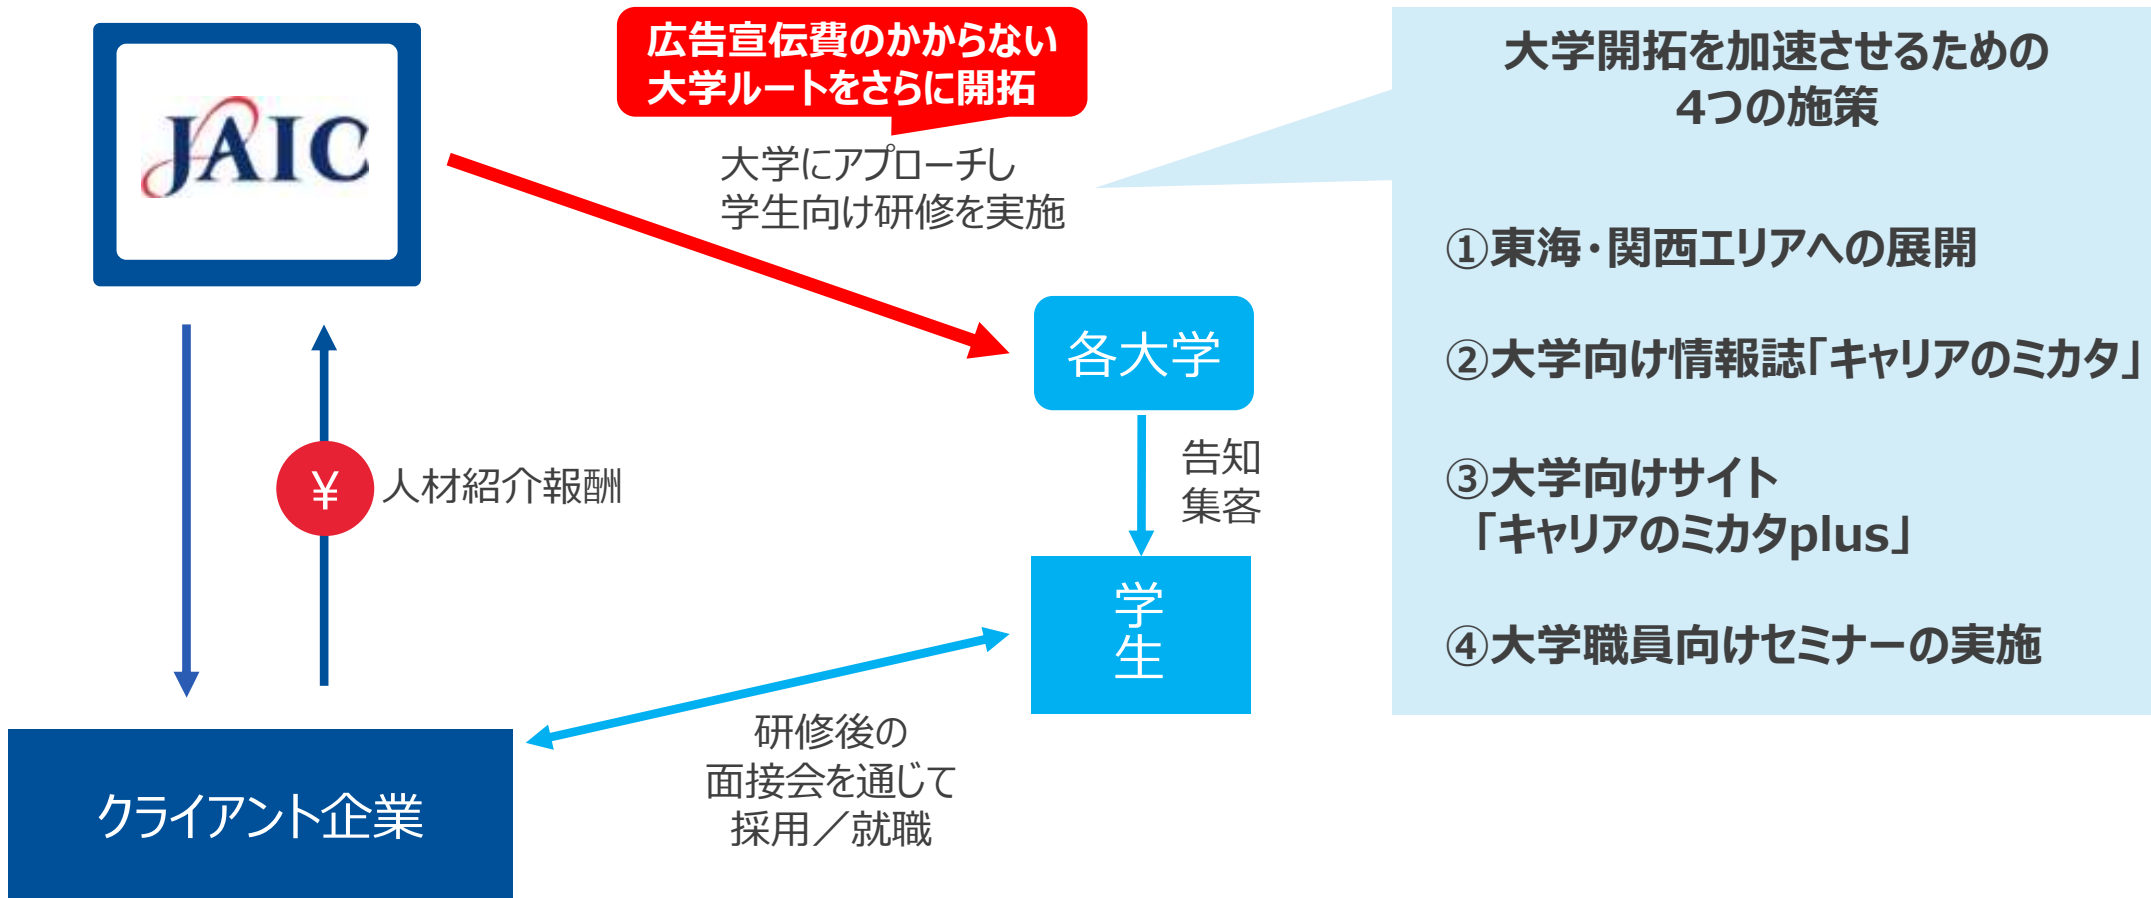 JAIC
広告宣伝費のかからない
大学ルートをさらに開拓
大学にアプローチし
学生向け研修を実施
各大学
告知
集客
¥
人材紹介報酬
学
生
研修後の
面接会を通じて
採用／就職
クライアント企業
大学開拓を加速させるための
4つの施策
①東海・関西エリアへの展開
②大学向け情報誌「キャリアのミカタ」
③大学向けサイト
「キャリアのミカタplus」
④大学職員向けセミナーの実施